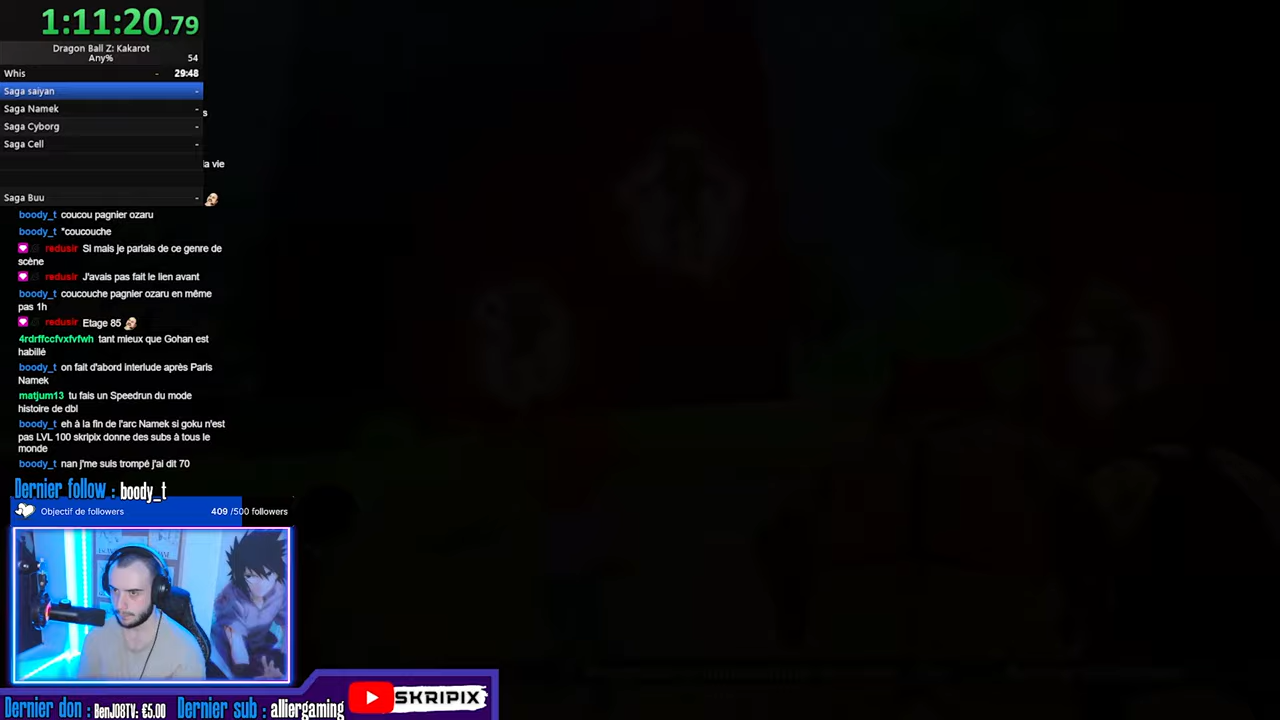 1:11:20.79
Dragon Ball Z: Kakarot
Any% 54
Whis - 29:48
Saga saiyan -
Saga Namek -
s
Saga Cyborg -
Saga Cell -
la vie
Saga Buu -
boody_t coucou pagnier ozaru
boody_t "coucouche
redusir Si mais je parlais de ce genre de
scène
redusir J'avais pas fait le lien avant
boody_t coucouche pagnier ozaru en même
pas 1h
redusir Etage 85
4rdrffccfvxfvfwh tant mieux que Gohan est
habillé
boody_t on fait d'abord interlude après Paris
Namek
matjum13 tu fais un Speedrun du mode
histoire de dbl
boody_t eh à la fin de l'arc Namek si goku n'est
pas LVL 100 skripix donne des subs à tous le
monde
boody_t nan j'me suis trompé j'ai dit 70
Dernier follow : boody_t
Objectif de followers 409 /500 followers
SKRIPIX
Dernier don : BenJ08TV: €5.00 Dernier sub : alliergaming